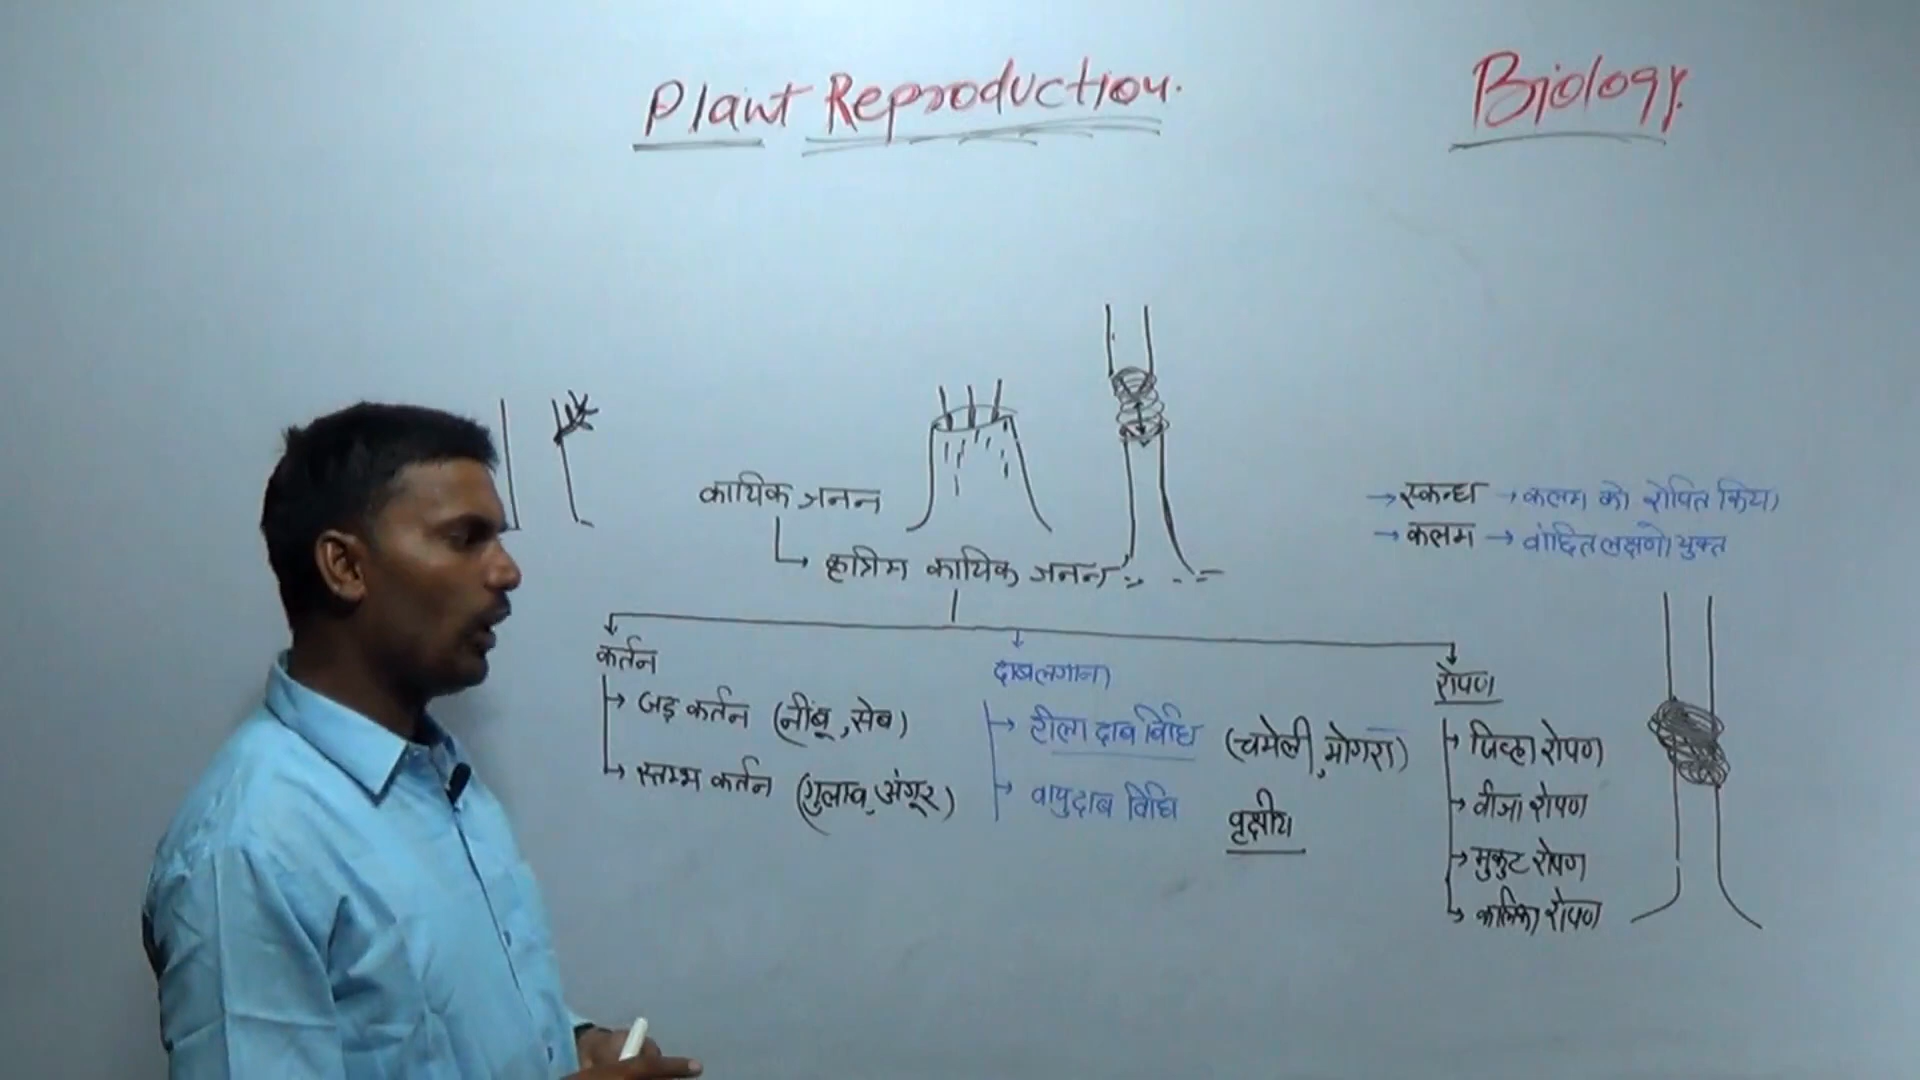 Plant Reproduction.
Biology.
कायिक जनन
कृत्रिम कायिक जनन
→ स्कन्ध → कलम को रोपित किया
→ कलम → वांछित लक्षणो युक्त
कर्तन
→ जड़ कर्तन (नींबू, सेब)
→ स्तम्भ कर्तन (गुलाब, अंगूर)
दाब लगाना
→ टीला दाब विधि (चमेली, मोगरा)
→ वायु दाब विधि वृक्षीय
रोपण
→ जिव्हा रोपण
→ वीजा रोपण
→ मुकुट रोपण
→ कलिका रोपण